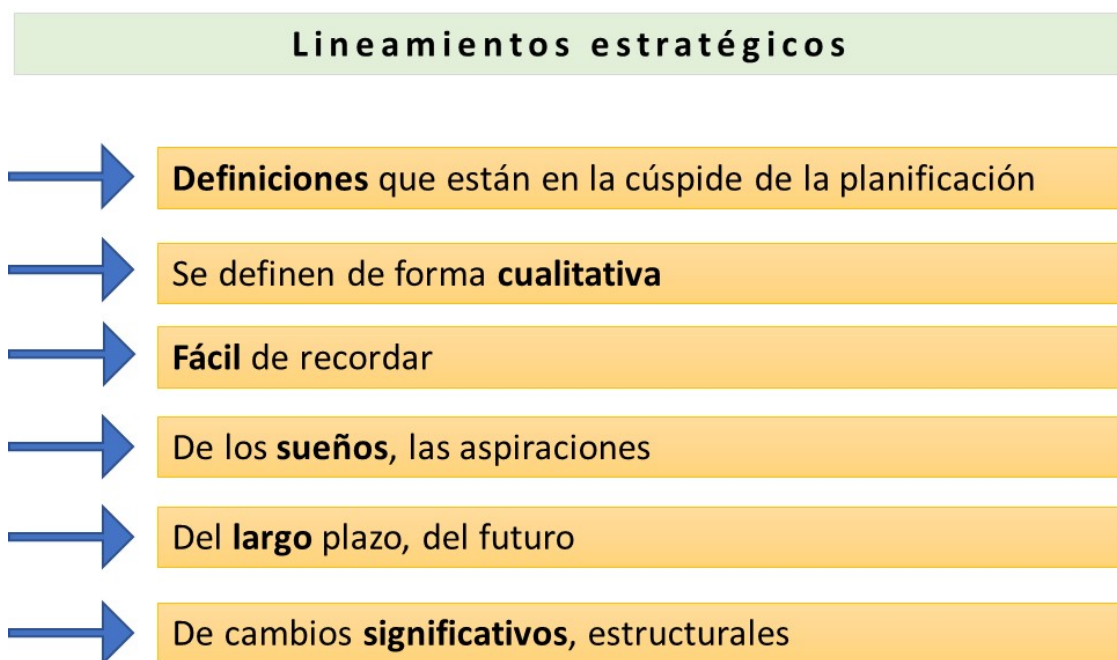 Lineamientos estratégicos
Definiciones que están en la cúspide de la planificación
Se definen de forma cualitativa
Fácil de recordar
De los sueños, las aspiraciones
Del largo plazo, del futuro
De cambios significativos, estructurales